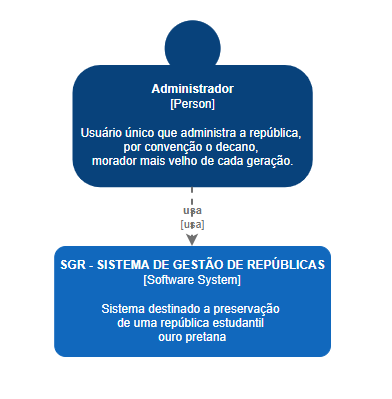 Administrador
[Person]
Usuário único que administra a república,
por convenção o decano,
morador mais velho de cada geração.
usa
[usa]
SGR - SISTEMA DE GESTÃO DE REPÚBLICAS
[Software System]
Sistema destinado a preservação
de uma república estudantil
ouro pretana